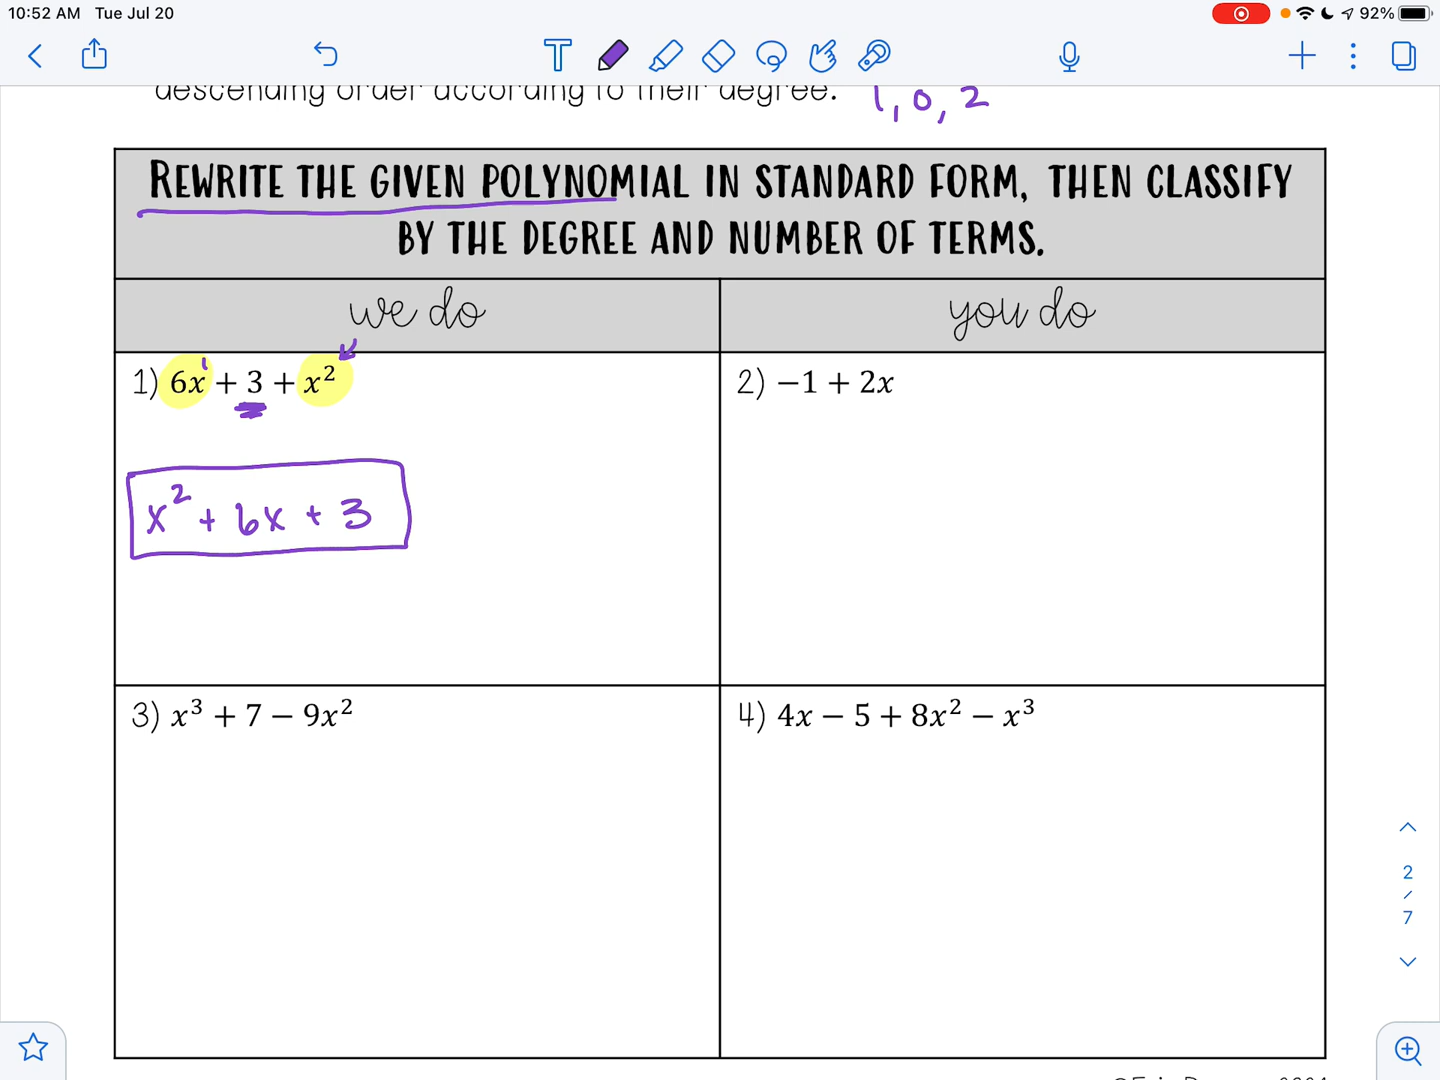 10:52 AM Tue Jul 20 92%
T
descending order according to their degree. 1, 0, 2
REWRITE THE GIVEN POLYNOMIAL IN STANDARD FORM, THEN CLASSIFY
BY THE DEGREE AND NUMBER OF TERMS.
we do
you do
1) 6x¹ + 3 + x²
x² + 6x + 3
2) −1 + 2x
3) x³ + 7 − 9x²
4) 4x − 5 + 8x² − x³
2
/
7